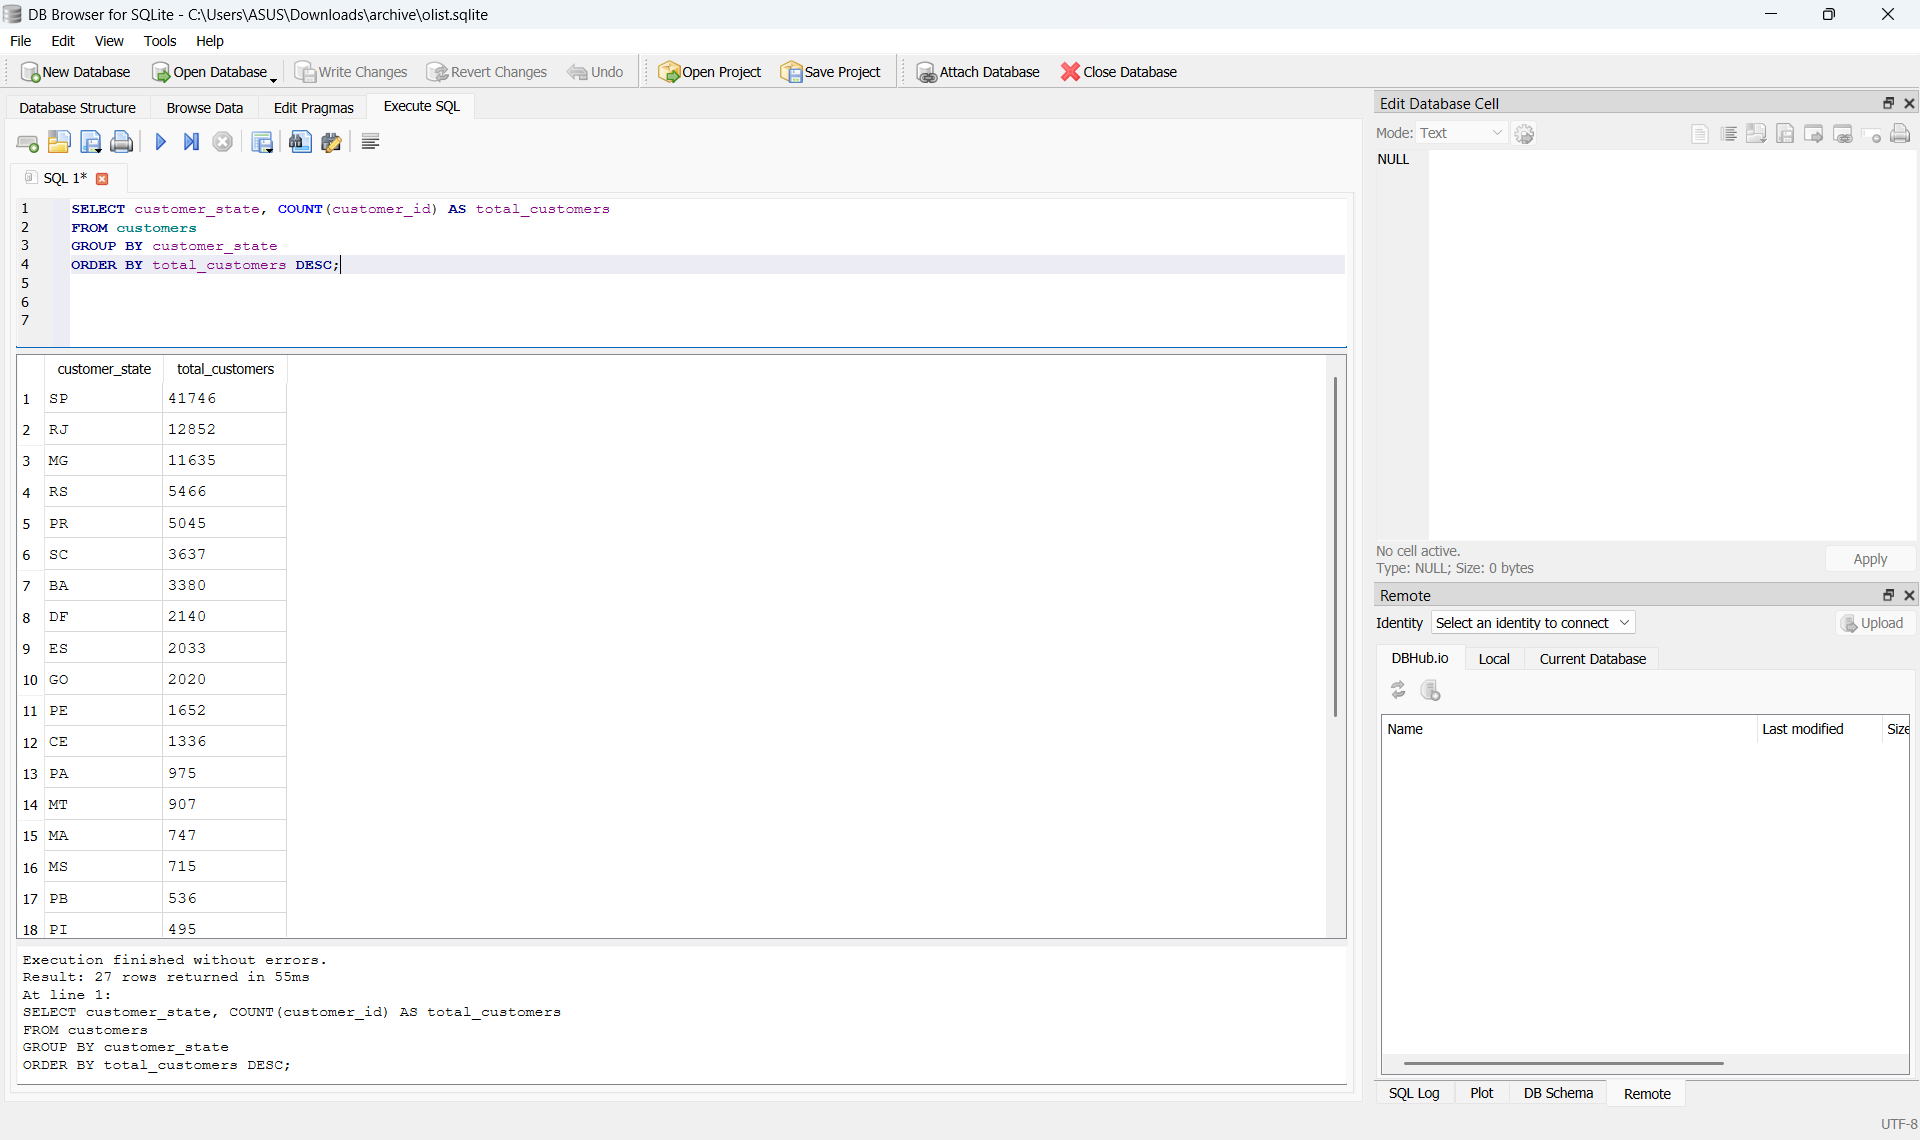 DB Browser for SQLite - C:\Users\ASUS\Downloads\archive\olist.sqlite
File Edit View Tools Help
New Database Open Database Write Changes Revert Changes Undo Open Project Save Project Attach Database Close Database
Database Structure Browse Data Edit Pragmas Execute SQL
SQL 1*
1 SELECT customer_state, COUNT(customer_id) AS total_customers
2 FROM customers
3 GROUP BY customer_state
4 ORDER BY total_customers DESC;
5
6
7
customer_state total_customers
1 SP 41746
2 RJ 12852
3 MG 11635
4 RS 5466
5 PR 5045
6 SC 3637
7 BA 3380
8 DF 2140
9 ES 2033
10 GO 2020
11 PE 1652
12 CE 1336
13 PA 975
14 MT 907
15 MA 747
16 MS 715
17 PB 536
18 PI 495
Execution finished without errors.
Result: 27 rows returned in 55ms
At line 1:
SELECT customer_state, COUNT(customer_id) AS total_customers
FROM customers
GROUP BY customer_state
ORDER BY total_customers DESC;
Edit Database Cell
Mode: Text
NULL
No cell active.
Type: NULL; Size: 0 bytes
Apply
Remote
Identity Select an identity to connect Upload
DBHub.io Local Current Database
Name Last modified Size
SQL Log Plot DB Schema Remote
UTF-8